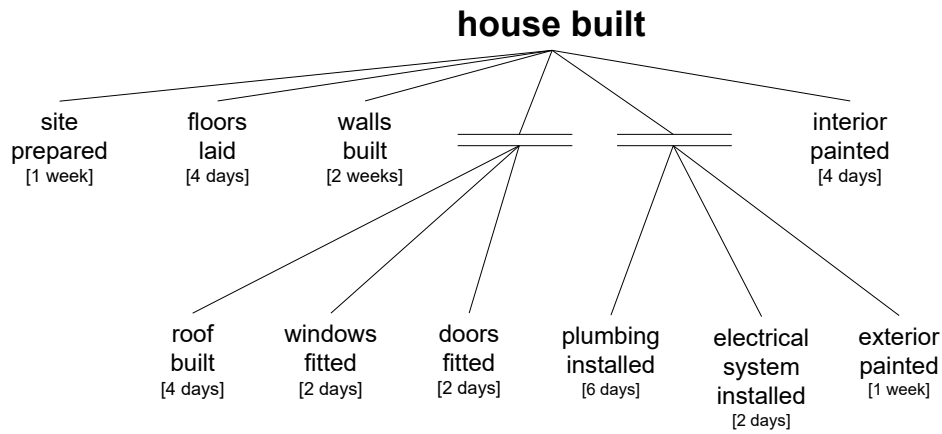 house built
site
prepared
[1 week]
floors
laid
[4 days]
walls
built
[2 weeks]
interior
painted
[4 days]
roof
built
[4 days]
windows
fitted
[2 days]
doors
fitted
[2 days]
plumbing
installed
[6 days]
electrical
system
installed
[2 days]
exterior
painted
[1 week]